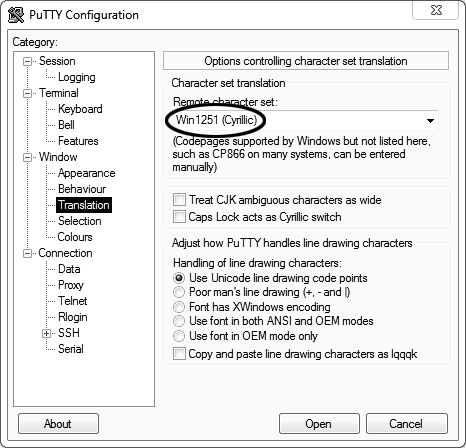 PuTTY Configuration
Category:
Session
Logging
Terminal
Keyboard
Bell
Features
Window
Appearance
Behaviour
Translation
Selection
Colours
Connection
Data
Proxy
Telnet
Rlogin
SSH
Serial
Options controlling character set translation
Character set translation
Remote character set:
Win1251 (Cyrillic)
(Codepages supported by Windows but not listed here,
such as CP866 on many systems, can be entered
manually)
Treat CJK ambiguous characters as wide
Caps Lock acts as Cyrillic switch
Adjust how PuTTY handles line drawing characters
Handling of line drawing characters:
Use Unicode line drawing code points
Poor man's line drawing (+, - and |)
Font has XWindows encoding
Use font in both ANSI and OEM modes
Use font in OEM mode only
Copy and paste line drawing characters as lqqqk
About
Open
Cancel